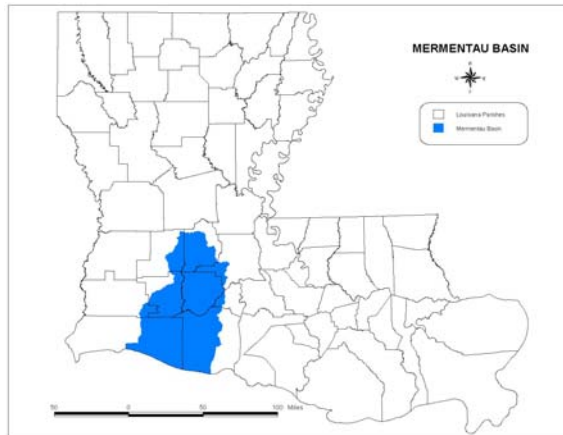 MERMENTAU BASIN
N
W E
S
Louisiana Parishes
Mermentau Basin
50 0 50 100 Miles